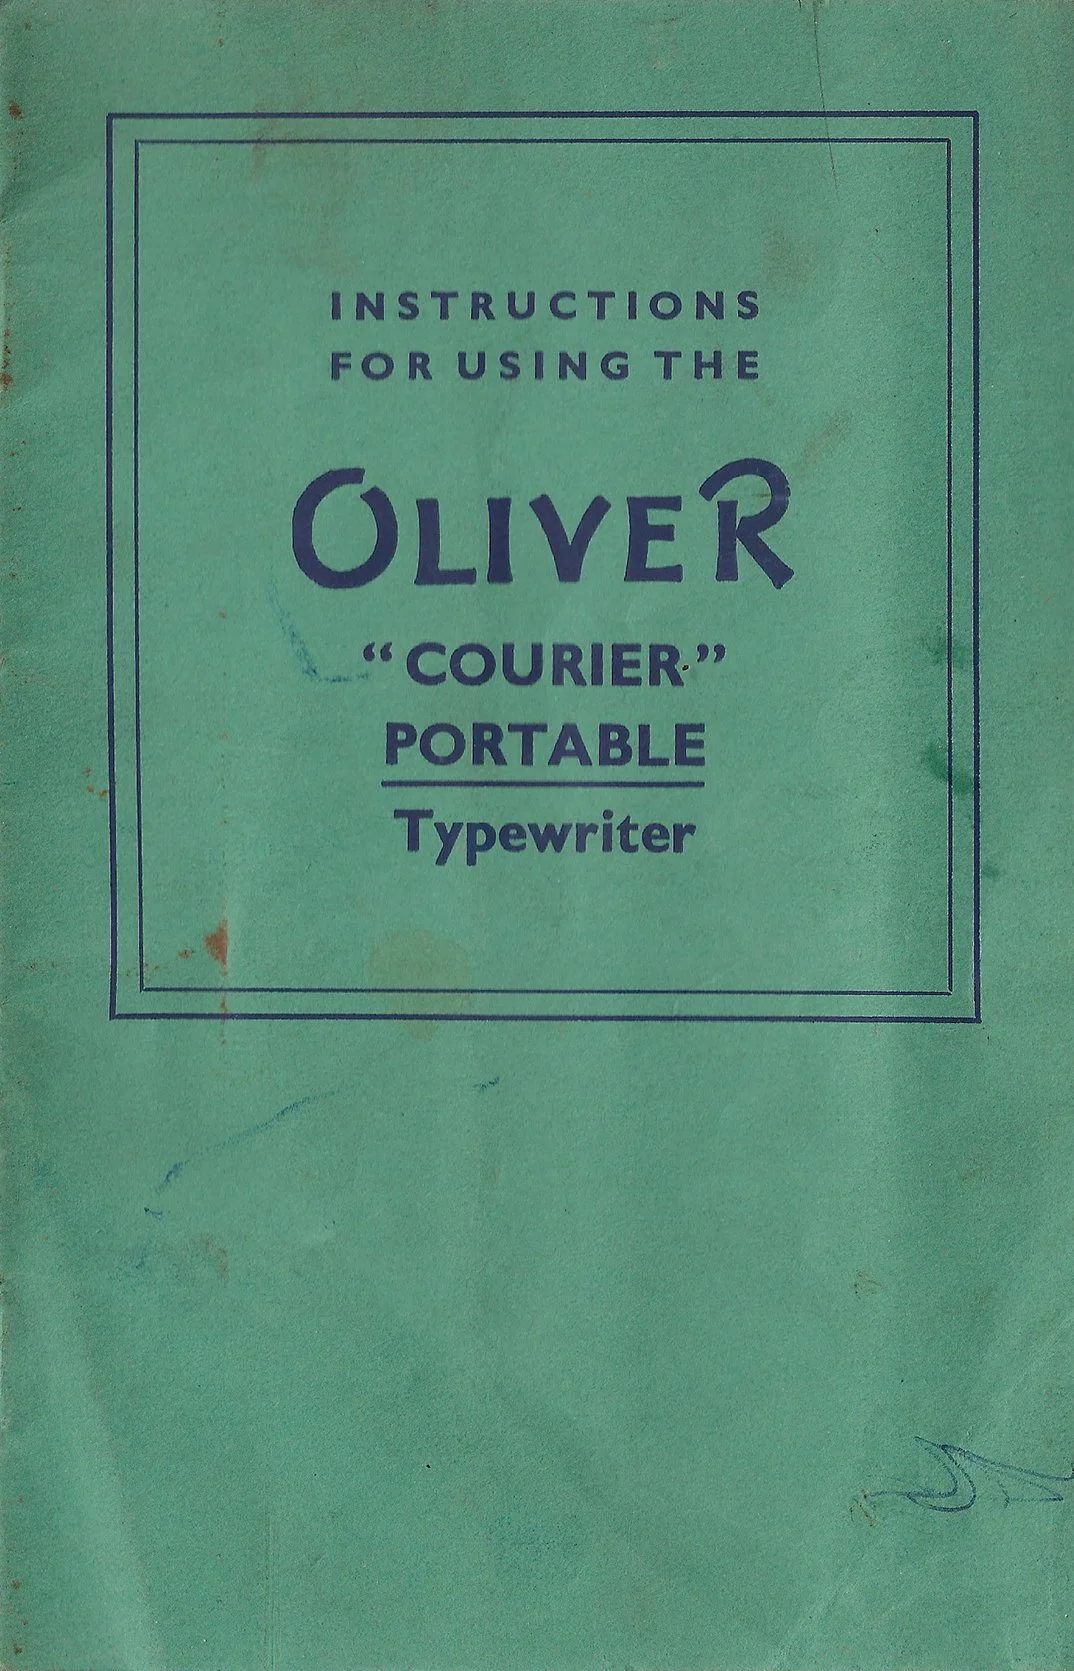 INSTRUCTIONS
FOR USING THE
OLIVER
“COURIER”
PORTABLE
Typewriter